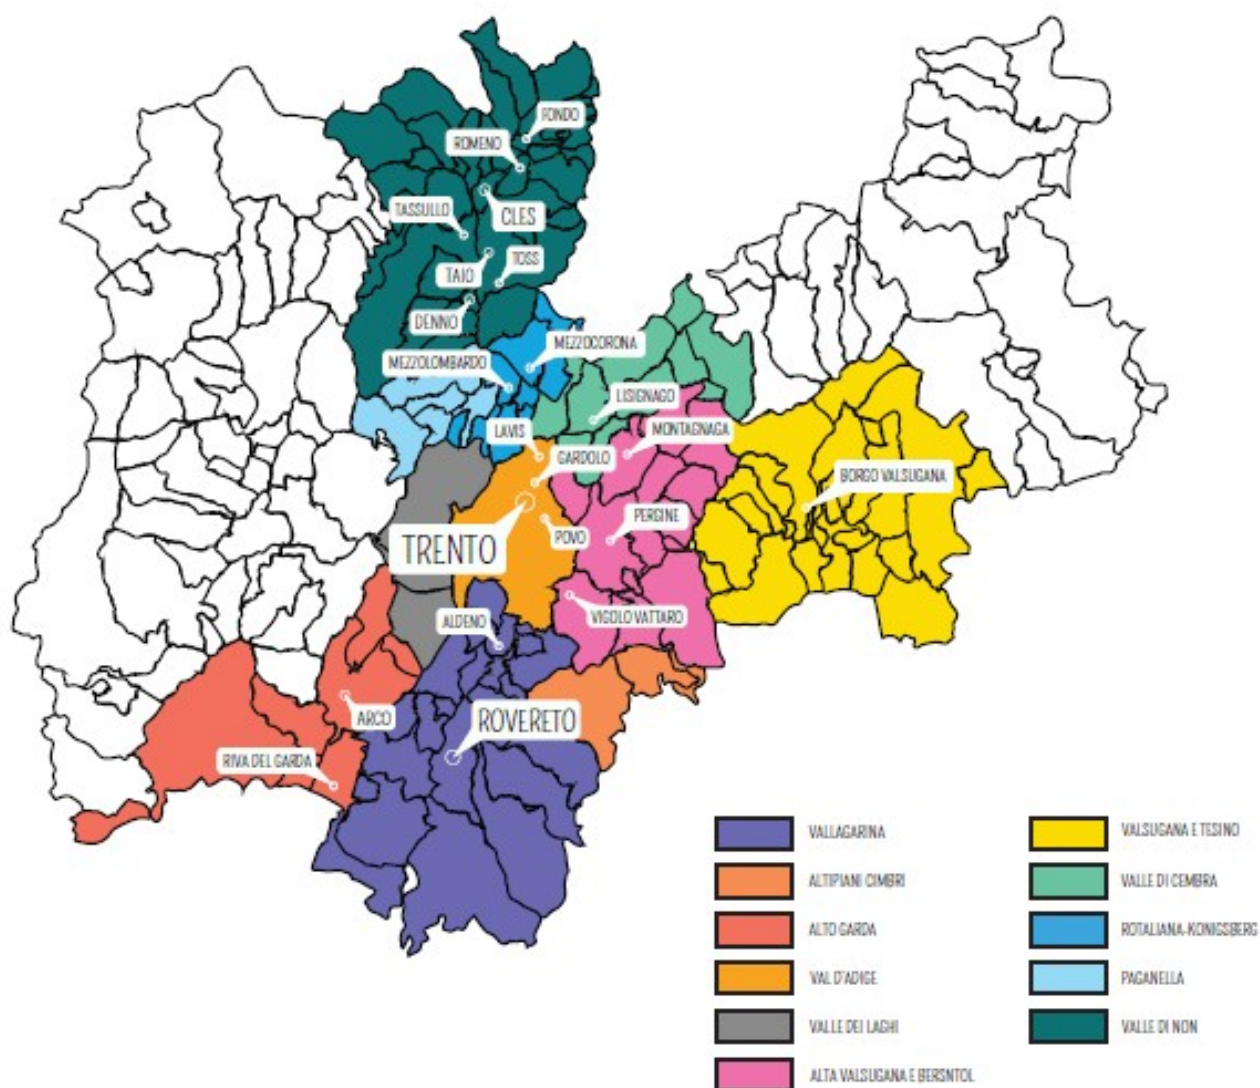 FONDO
ROMENO
CLES
TASSULLO
TAIO
TOSS
DENNO
MEZZOCORONA
MEZZOLOMBARDO
LISIGNAGO
LAVIS
MONTAGNAGA
GARDOLO
BORGO VALSUGANA
PERGINE
TRENTO
POVO
ALDENO
VIGOLO VATTARO
ARCO
ROVERETO
RIVA DEL GARDA
VALLAGARINA
ALTIPIANI CIMBRI
ALTO GARDA
VAL D'ADIGE
VALLE DEI LAGHI
ALTA VALSUGANA E BERSNTOL
VALSUGANA E TESINO
VALLE DI CEMBRA
ROTALIANA-KONIGSBERG
PAGANELLA
VALLE DI NON